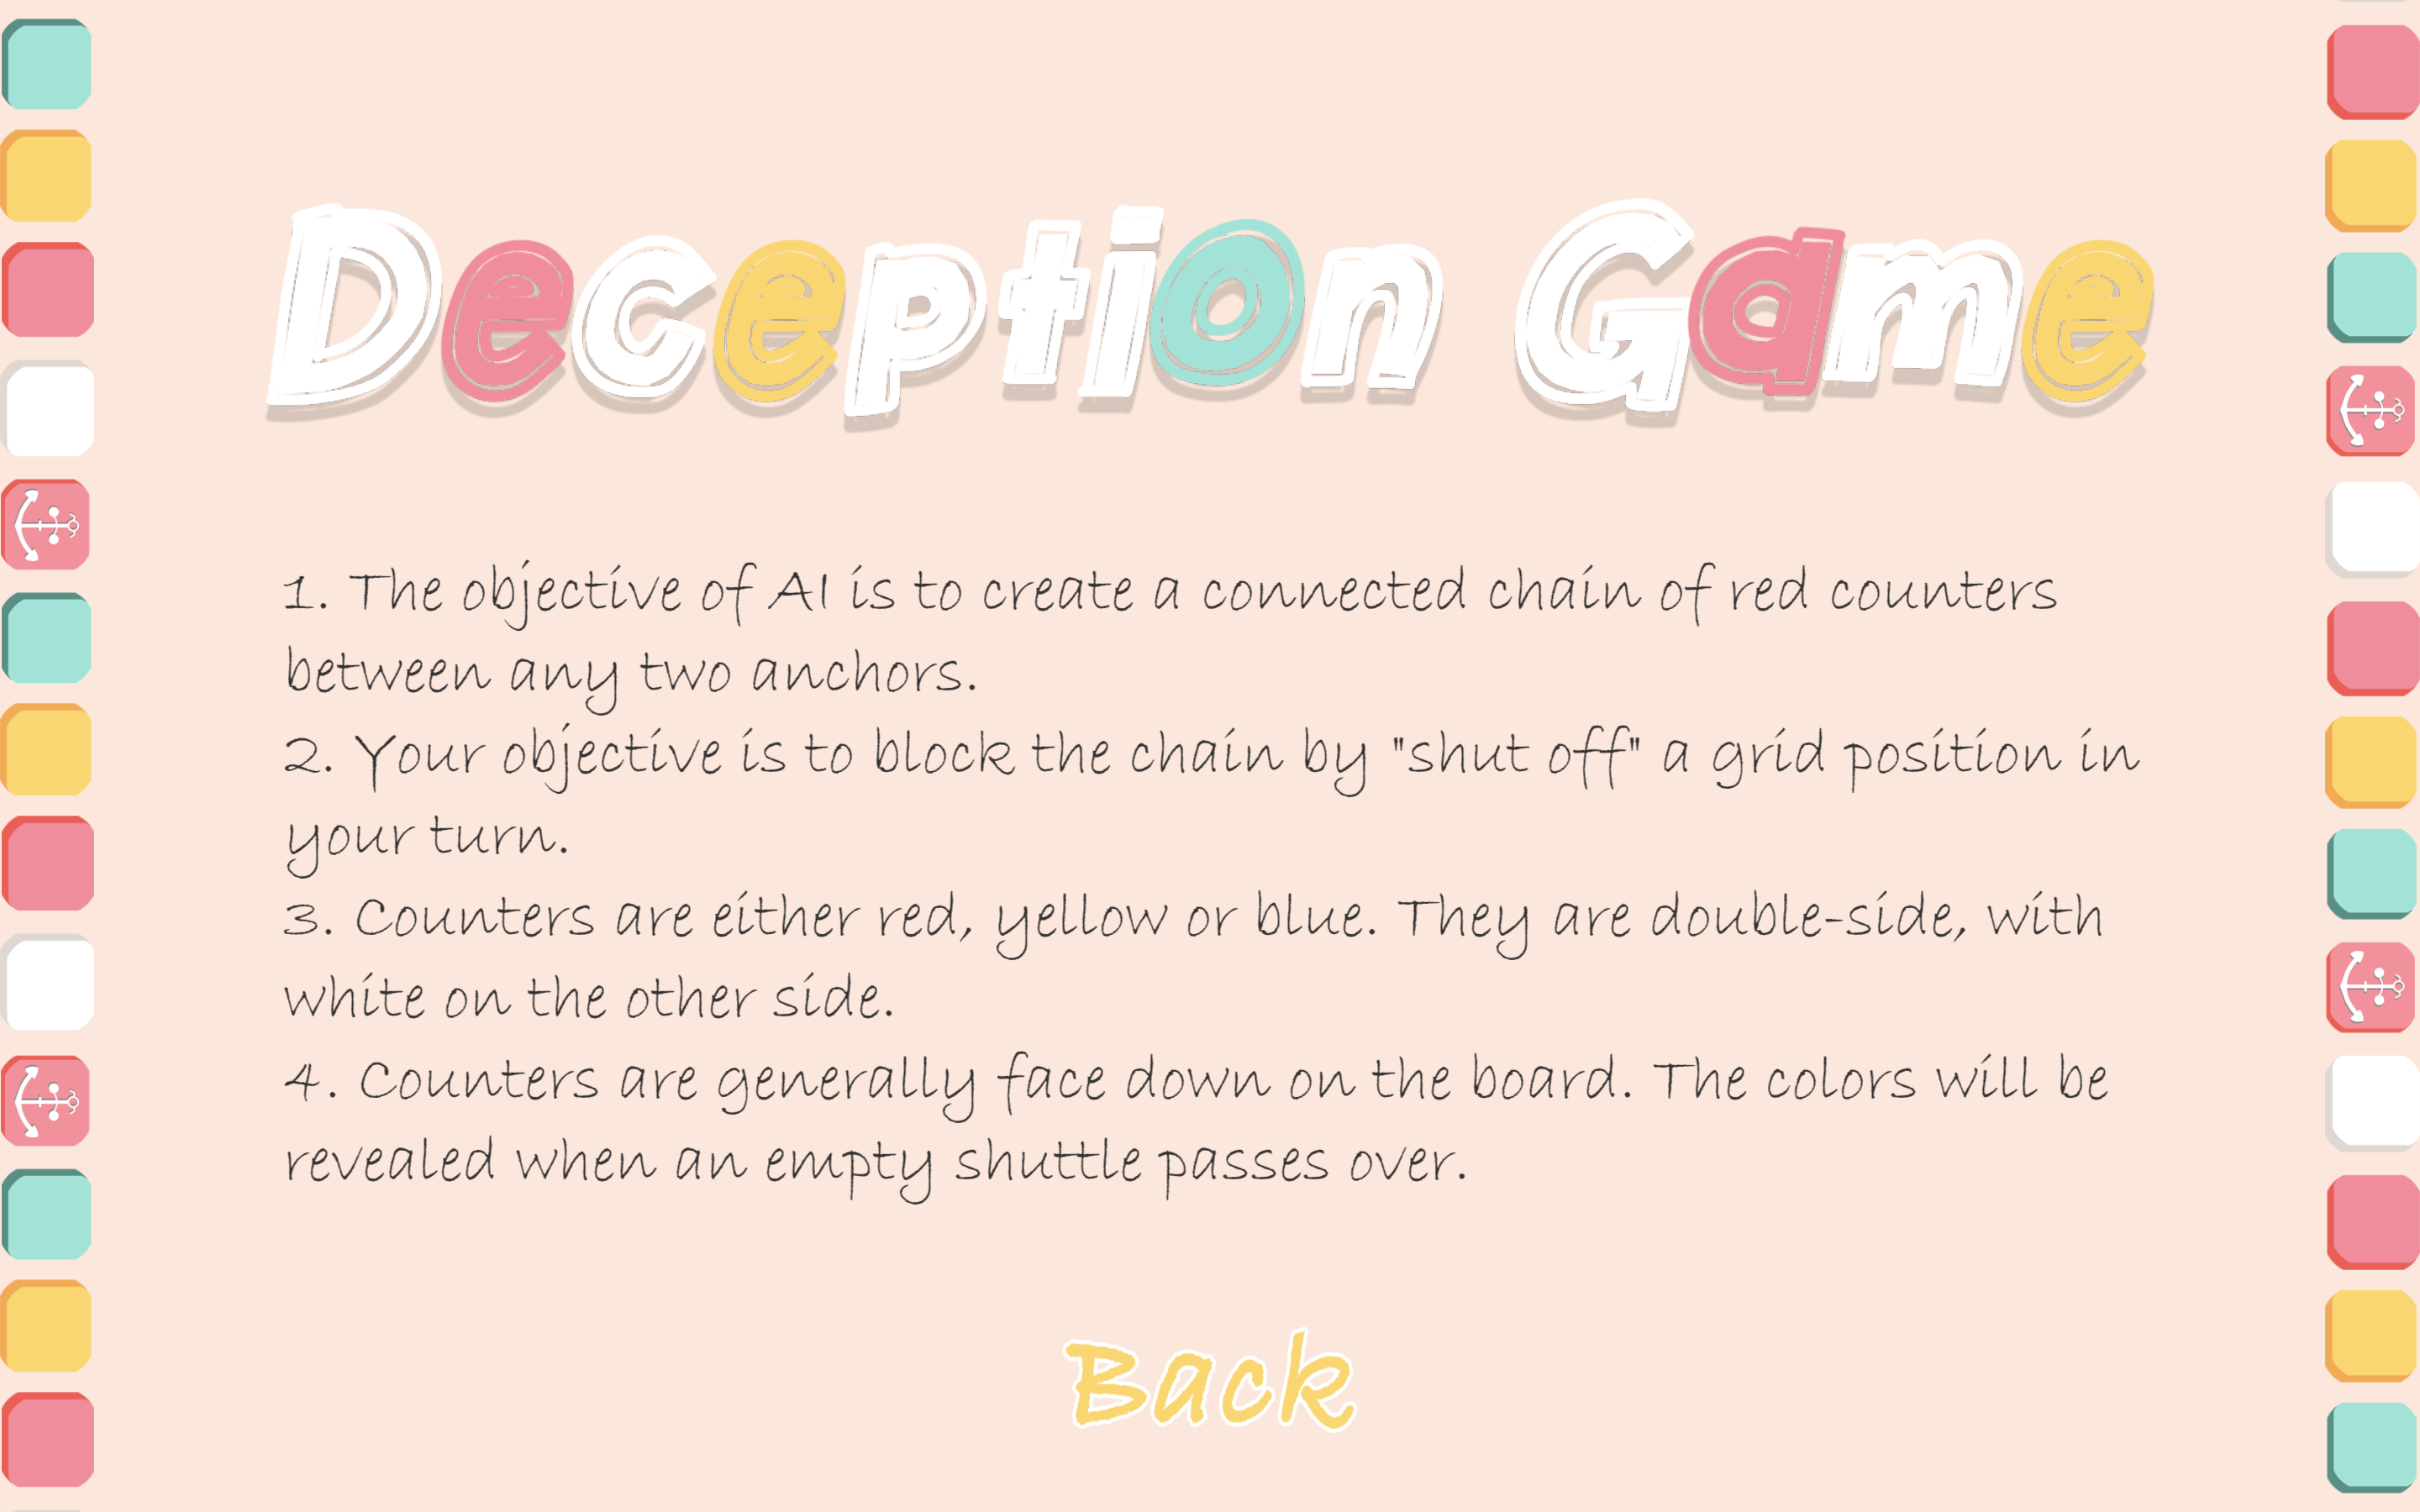 Deception Game
1. The objective of AI is to create a connected chain of red counters
between any two anchors.
2. Your objective is to block the chain by "shut off" a grid position in
your turn.
3. Counters are either red, yellow or blue. They are double-side, with
white on the other side.
4. Counters are generally face down on the board. The colors will be
revealed when an empty shuttle passes over.
Back